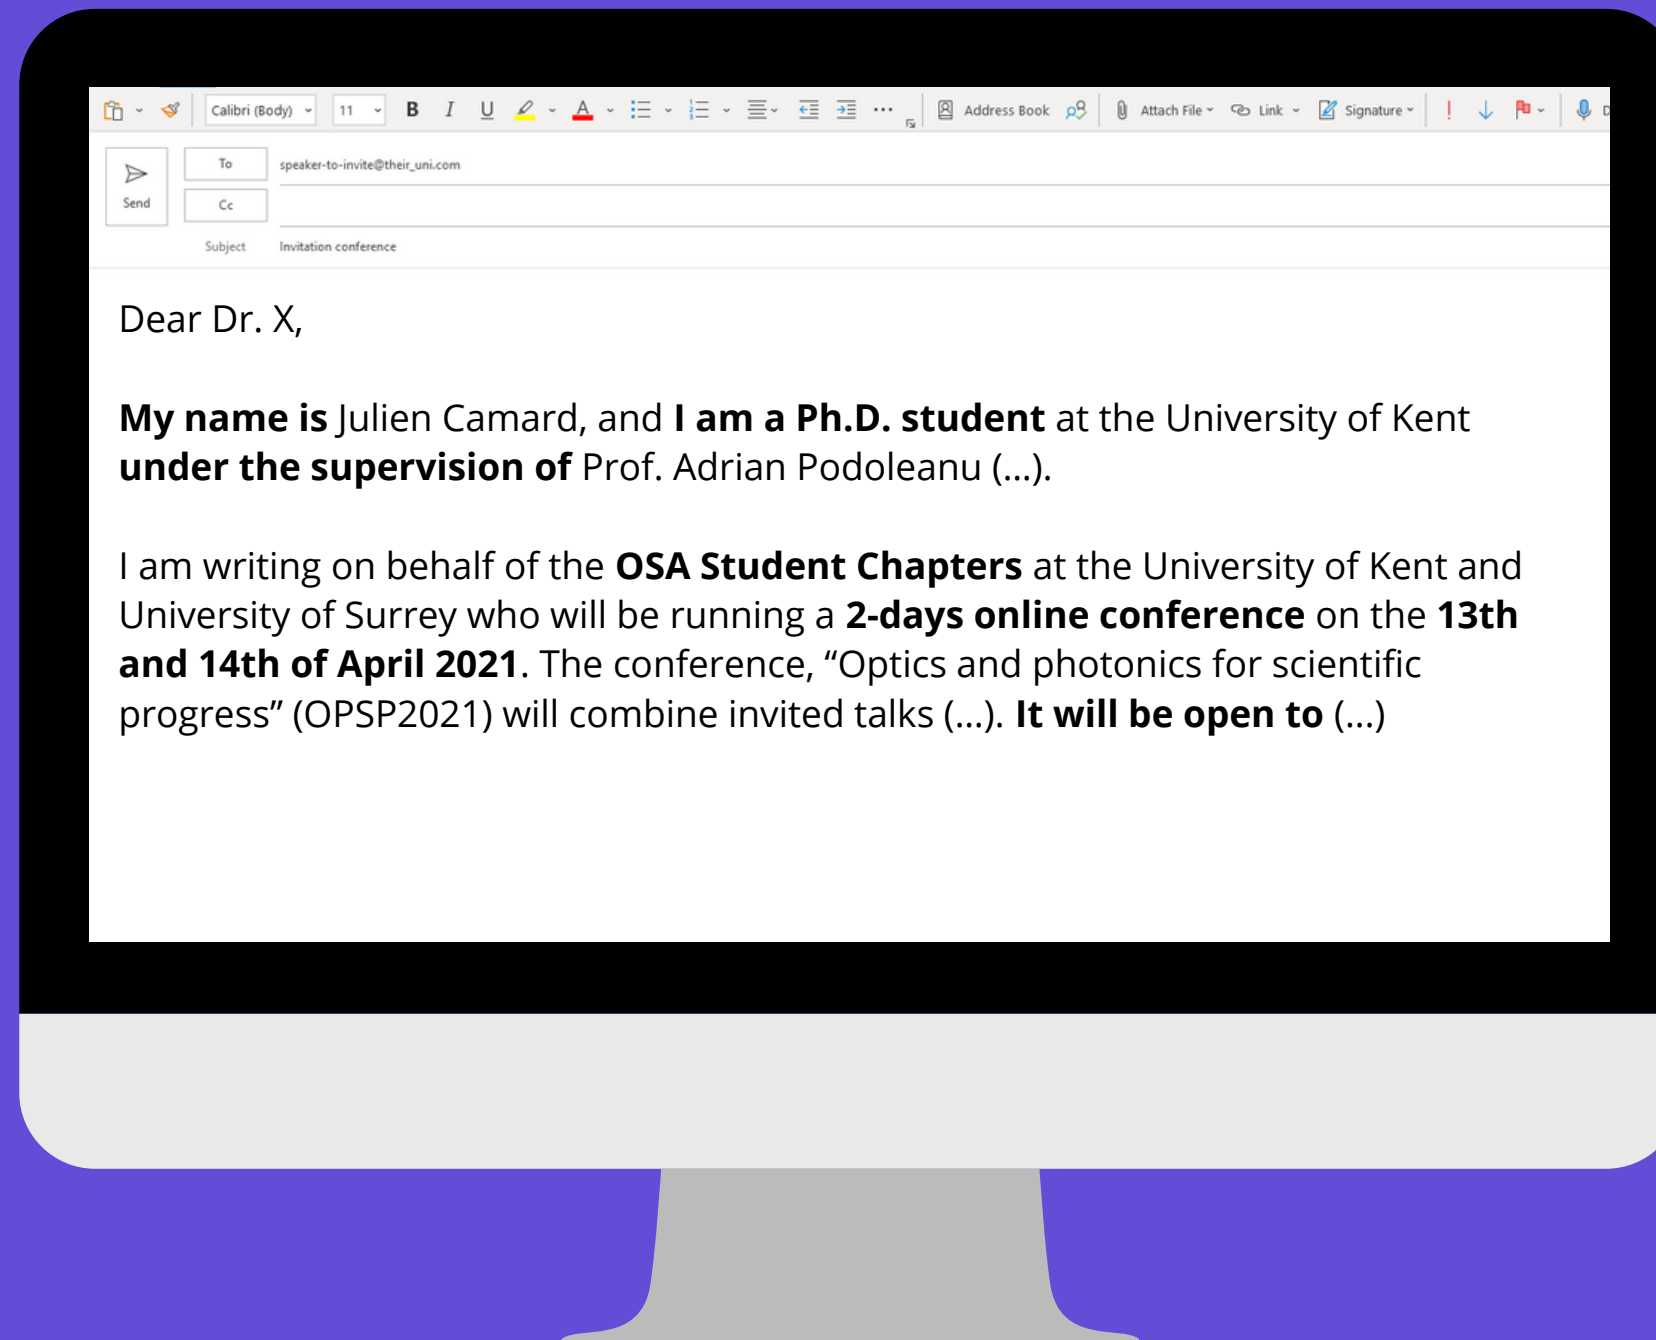 Calibri (Body) 11 B I U A Address Book Attach File Link Signature
To speaker-to-invite@their_uni.com
Send Cc
Subject Invitation conference
Dear Dr. X,
My name is Julien Camard, and I am a Ph.D. student at the University of Kent
under the supervision of Prof. Adrian Podoleanu (...).
I am writing on behalf of the OSA Student Chapters at the University of Kent and
University of Surrey who will be running a 2-days online conference on the 13th
and 14th of April 2021. The conference, “Optics and photonics for scientific
progress” (OPSP2021) will combine invited talks (...). It will be open to (...)